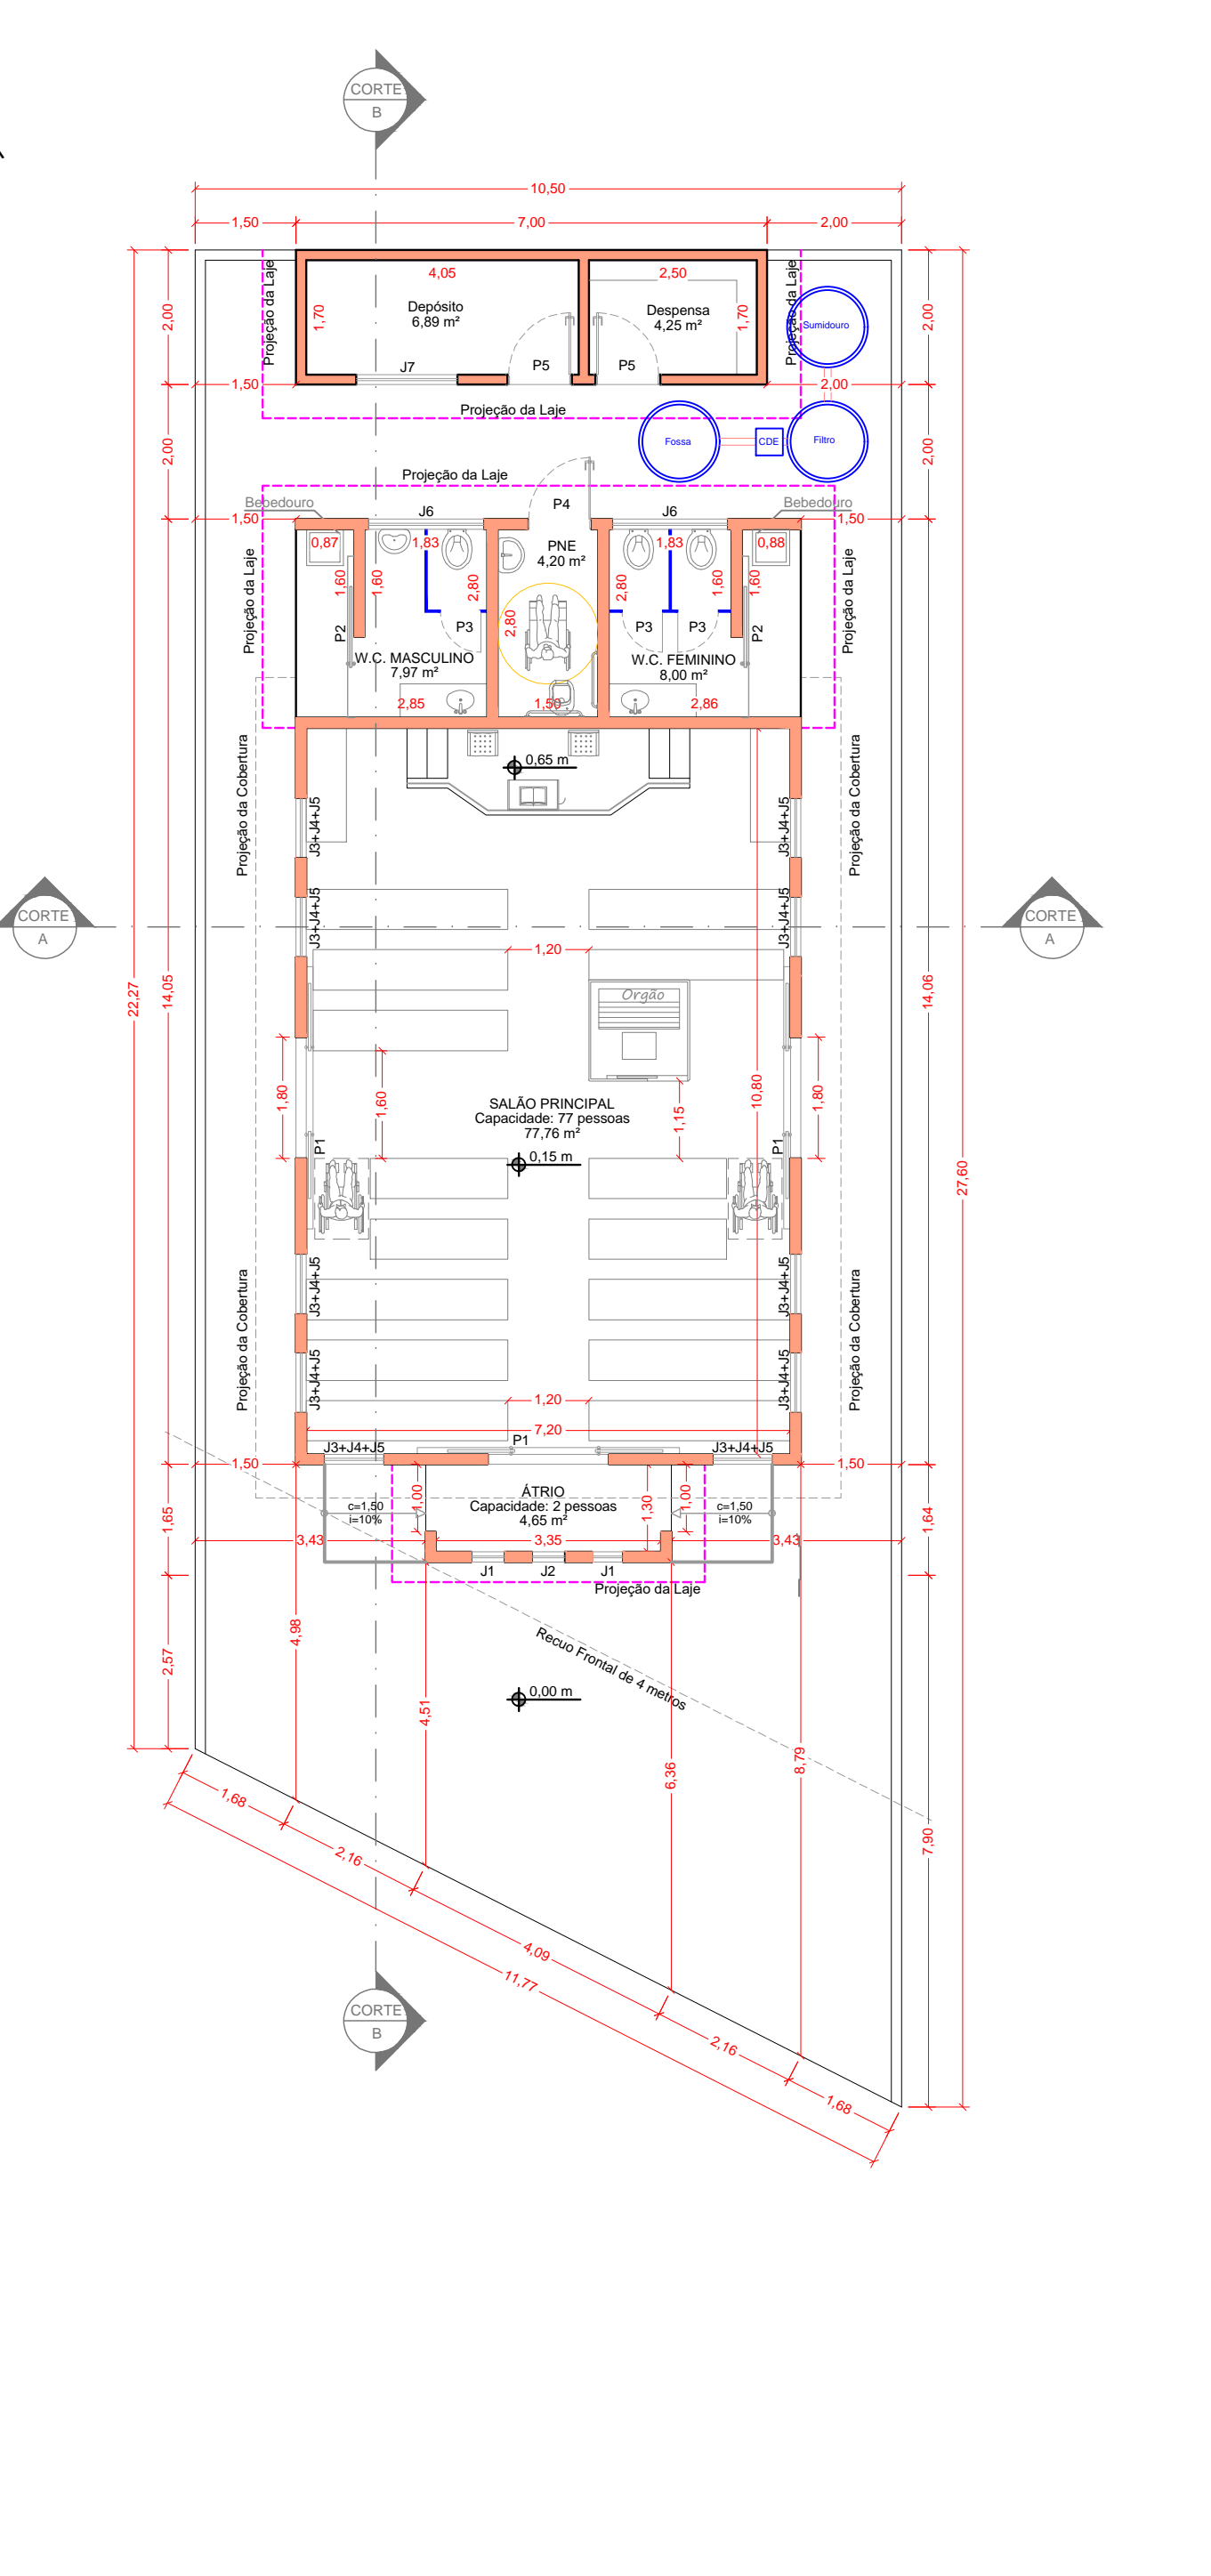 CORTE
B
10,50
1,50
7,00
2,00
Projeção da Laje
4,05
2,50
Projeção da Laje
2,00
1,70
Depósito
6,89 m²
Despensa
4,25 m²
1,70
Sumidouro
2,00
J7
P5
P5
1,50
2,00
Projeção da Laje
2,00
Fossa
CDE
Filtro
2,00
Projeção da Laje
Bebedouro
P4
Bebedouro
1,50
J6
J6
1,50
0,87
1,83
PNE
4,20 m²
1,83
0,88
Projeção da Laje
1,60
1,60
2,80
2,80
2,80
1,60
1,60
Projeção da Laje
P2
P3
P3
P3
P2
W.C. MASCULINO
7,97 m²
W.C. FEMININO
8,00 m²
2,85
1,50
2,86
0,65 m
Projeção da Cobertura
J3+J4+J5
J3+J4+J5
Projeção da Cobertura
J3+J4+J5
J3+J4+J5
CORTE
A
CORTE
A
1,20
22,27
14,05
Orgão
14,06
1,80
1,60
10,80
1,80
SALÃO PRINCIPAL
Capacidade: 77 pessoas
77,76 m²
1,15
P1
P1
0,15 m
27,60
Projeção da Cobertura
J3+J4+J5
J3+J4+J5
Projeção da Cobertura
J3+J4+J5
J3+J4+J5
1,20
7,20
P1
J3+J4+J5
J3+J4+J5
1,50
1,50
1,65
c=1,50
i=10%
1,00
ÁTRIO
Capacidade: 2 pessoas
4,65 m²
1,30
1,00
c=1,50
i=10%
1,64
3,43
3,35
3,43
J1
J2
J1
Projeção da Laje
2,57
4,98
Recuo Frontal de 4 metros
0,00 m
4,51
6,36
8,79
7,90
1,68
2,16
4,09
11,77
2,16
1,68
CORTE
B